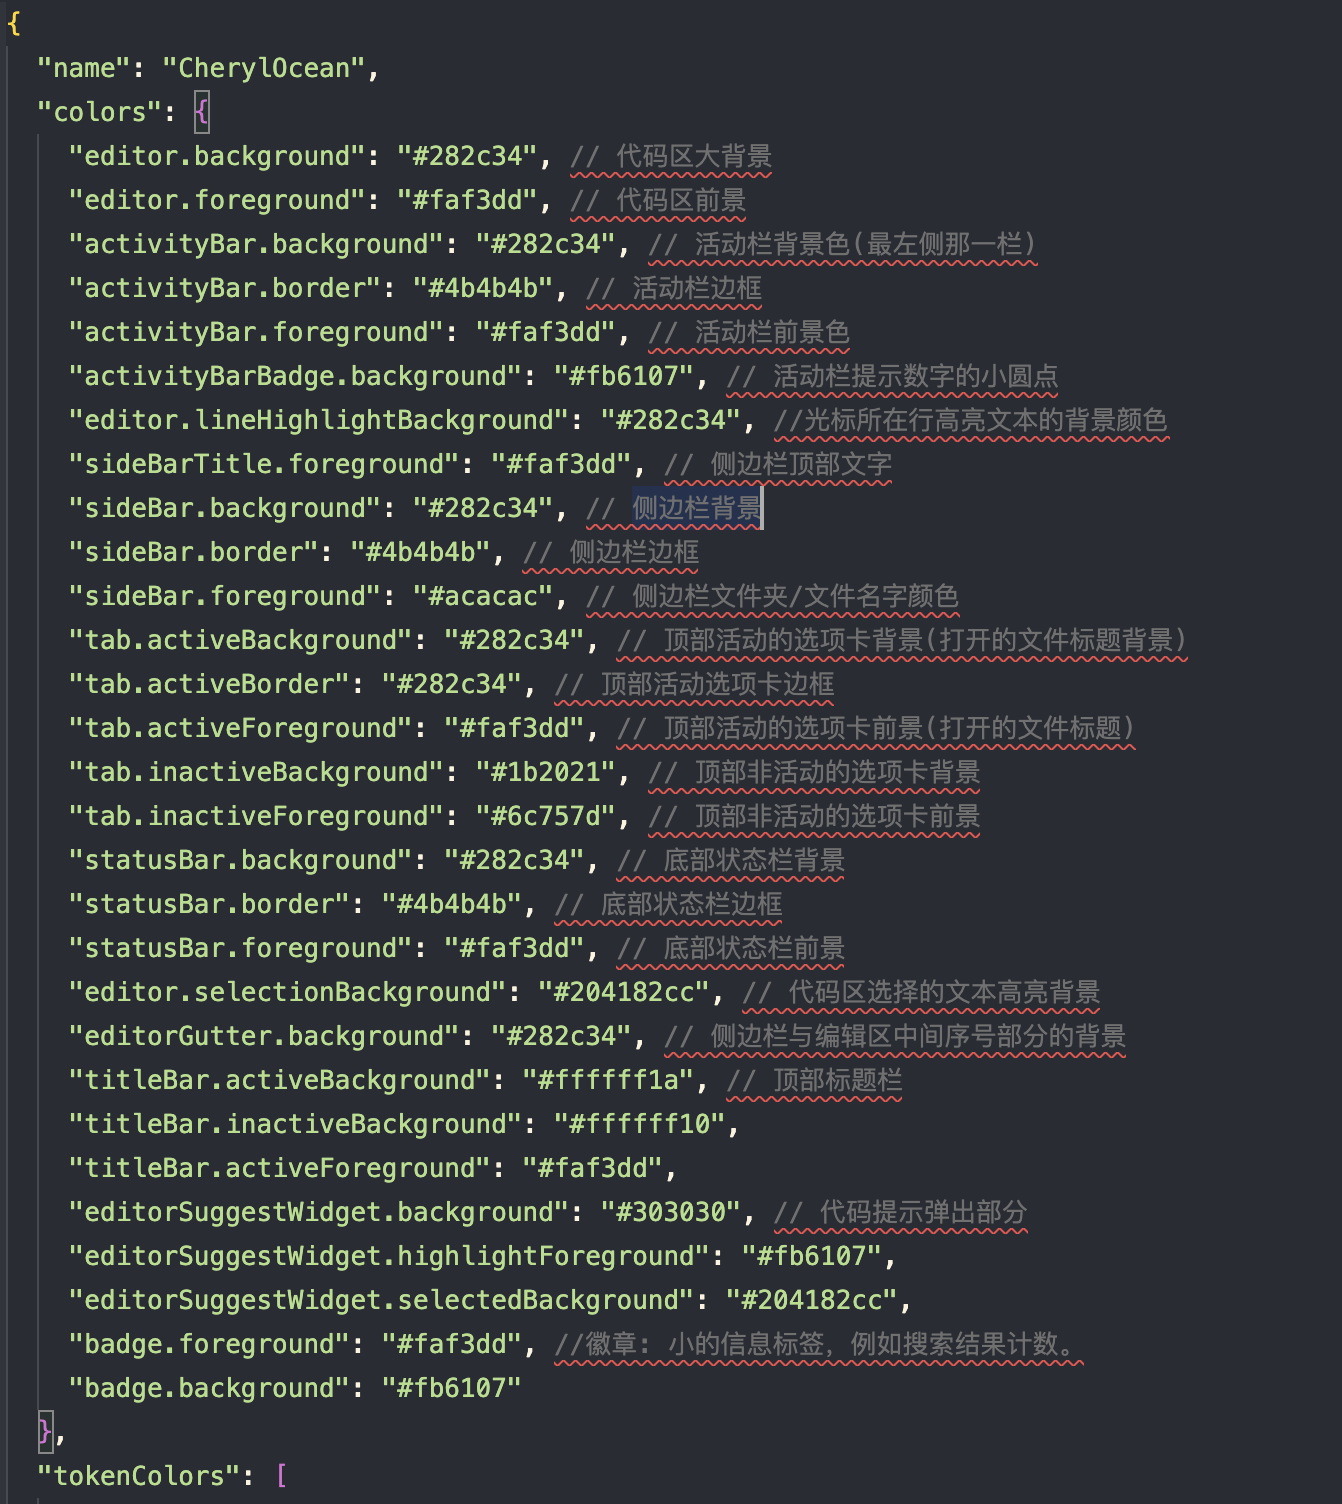 {
"name": "CherylOcean",
"colors": {
"editor.background": "#282c34", // 代码区大背景
"editor.foreground": "#faf3dd", // 代码区前景
"activityBar.background": "#282c34", // 活动栏背景色(最左侧那一栏)
"activityBar.border": "#4b4b4b", // 活动栏边框
"activityBar.foreground": "#faf3dd", // 活动栏前景色
"activityBarBadge.background": "#fb6107", // 活动栏提示数字的小圆点
"editor.lineHighlightBackground": "#282c34", //光标所在行高亮文本的背景颜色
"sideBarTitle.foreground": "#faf3dd", // 侧边栏顶部文字
"sideBar.background": "#282c34", // 侧边栏背景
"sideBar.border": "#4b4b4b", // 侧边栏边框
"sideBar.foreground": "#acacac", // 侧边栏文件夹/文件名字颜色
"tab.activeBackground": "#282c34", // 顶部活动的选项卡背景(打开的文件标题背景)
"tab.activeBorder": "#282c34", // 顶部活动选项卡边框
"tab.activeForeground": "#faf3dd", // 顶部活动的选项卡前景(打开的文件标题)
"tab.inactiveBackground": "#1b2021", // 顶部非活动的选项卡背景
"tab.inactiveForeground": "#6c757d", // 顶部非活动的选项卡前景
"statusBar.background": "#282c34", // 底部状态栏背景
"statusBar.border": "#4b4b4b", // 底部状态栏边框
"statusBar.foreground": "#faf3dd", // 底部状态栏前景
"editor.selectionBackground": "#204182cc", // 代码区选择的文本高亮背景
"editorGutter.background": "#282c34", // 侧边栏与编辑区中间序号部分的背景
"titleBar.activeBackground": "#ffffff1a", // 顶部标题栏
"titleBar.inactiveBackground": "#ffffff10",
"titleBar.activeForeground": "#faf3dd",
"editorSuggestWidget.background": "#303030", // 代码提示弹出部分
"editorSuggestWidget.highlightForeground": "#fb6107",
"editorSuggestWidget.selectedBackground": "#204182cc",
"badge.foreground": "#faf3dd", //徽章: 小的信息标签，例如搜索结果计数。
"badge.background": "#fb6107"
},
"tokenColors": [